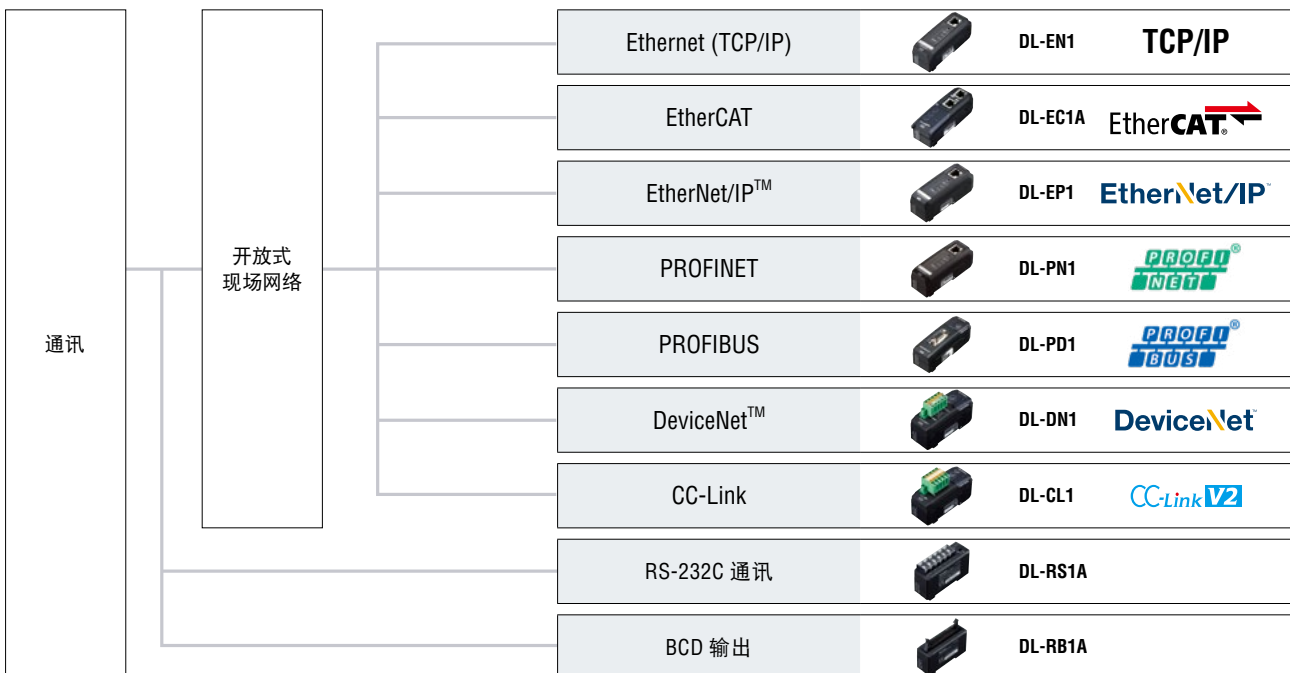 通讯
开放式
现场网络
Ethernet (TCP/IP)
DL-EN1
TCP/IP
EtherCAT
DL-EC1A
EtherCAT®
EtherNet/IP™
DL-EP1
EtherNet/IP™
PROFINET
DL-PN1
PROFI®
NET
PROFIBUS
DL-PD1
PROFI®
BUS
DeviceNet™
DL-DN1
DeviceNet™
CC-Link
DL-CL1
CC-Link V2
RS-232C 通讯
DL-RS1A
BCD 输出
DL-RB1A